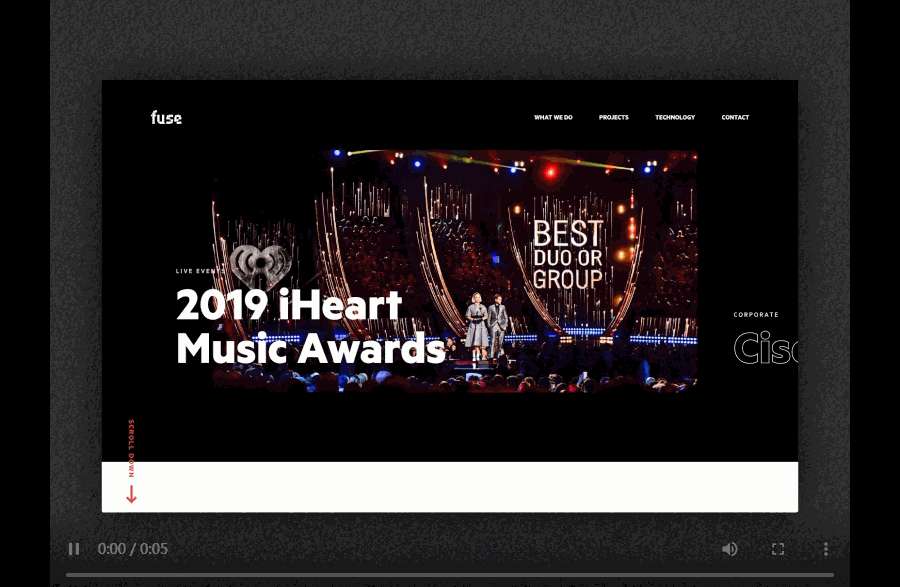 fuse
WHAT WE DO PROJECTS TECHNOLOGY CONTACT
BEST
DUO OR
GROUP
LIVE EVENTS
2019 iHeart
Music Awards
CORPORATE
Cisc
SCROLL DOWN
0:00 / 0:05